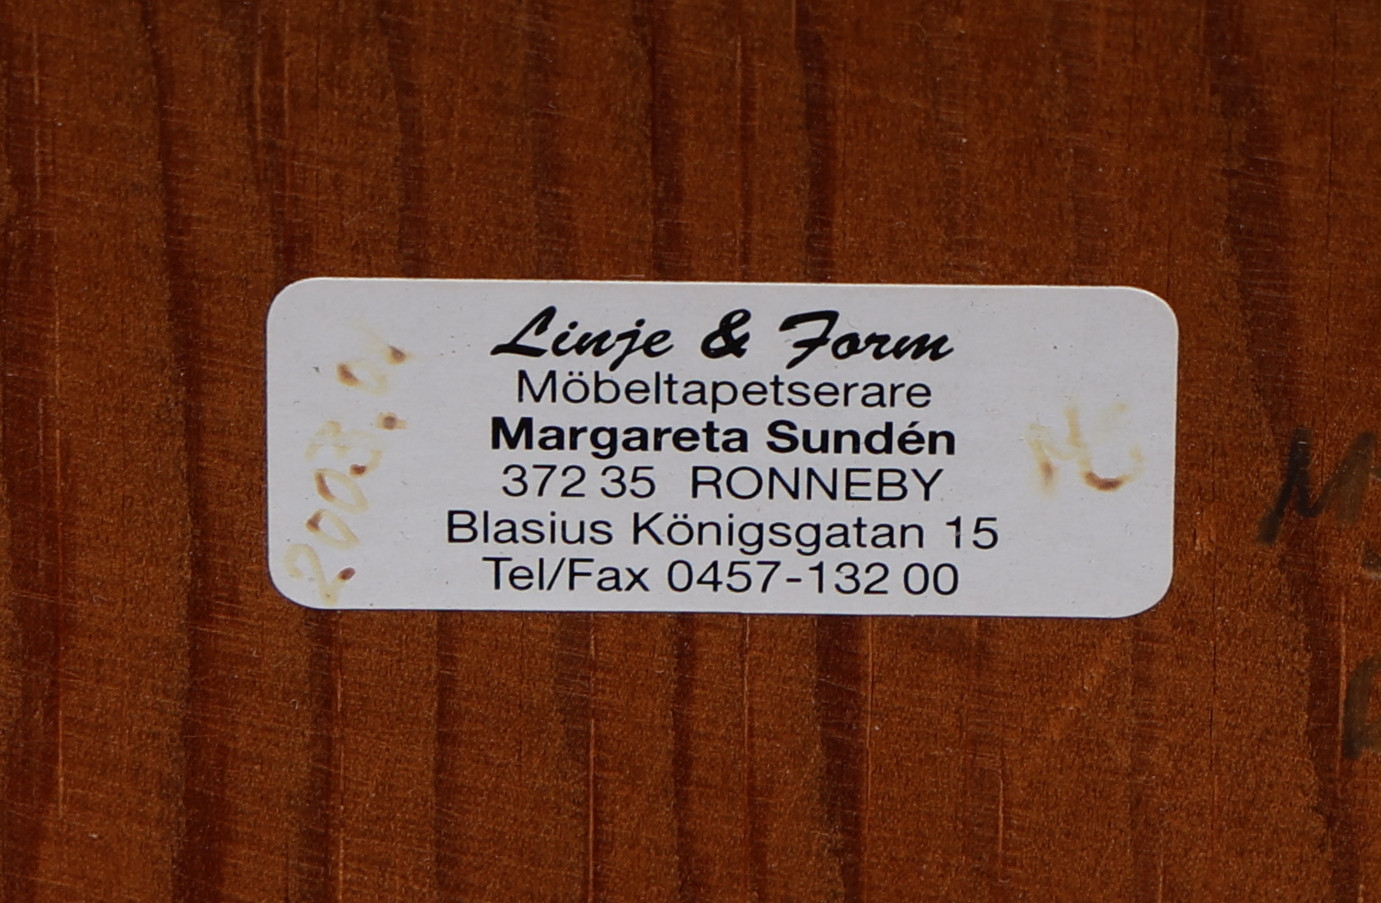 Linje & Form
Möbeltapetserare
Margareta Sundén
372 35 RONNEBY
Blasius Königsgatan 15
Tel/Fax 0457-132 00